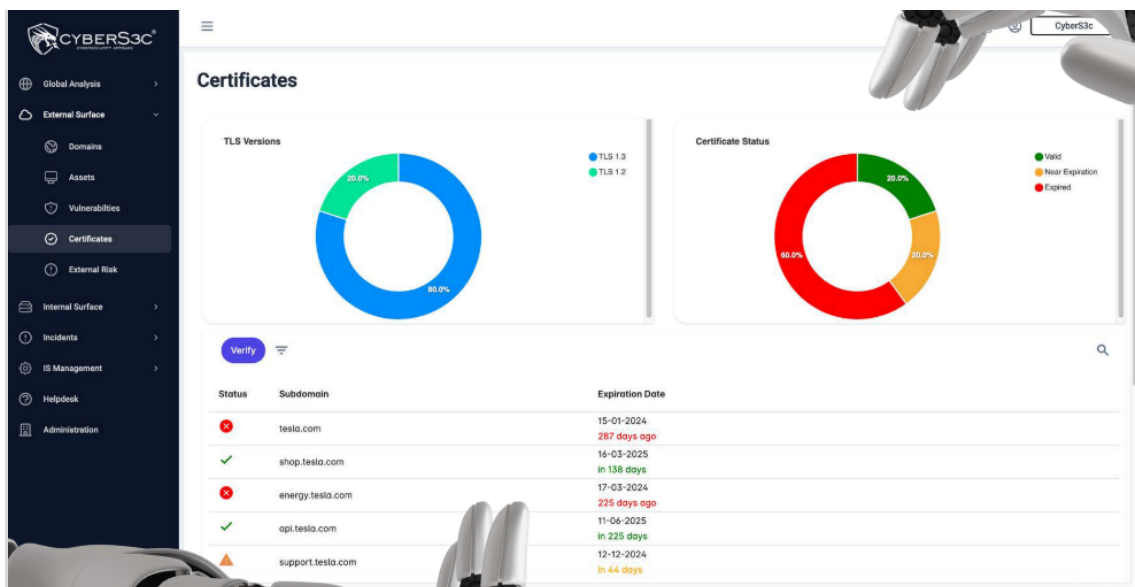 CYBERS3C®
CyberS3c
Global Analysis
External Surface
Domains
Assets
Vulnerabilties
Certificates
External Risk
Internal Surface
Incidents
IS Management
Helpdesk
Administration
Certificates
TLS Versions
TLS 1.3
TLS 1.2
20.0%
80.0%
Certificate Status
Valid
Near Expiration
Expired
20.0%
60.0%
20.0%
Verify
Status Subdomain Expiration Date
tesla.com 15-01-2024
287 days ago
shop.tesla.com 16-03-2025
in 138 days
energy.tesla.com 17-03-2024
225 days ago
api.tesla.com 11-06-2025
in 225 days
support.tesla.com 12-12-2024
in 44 days